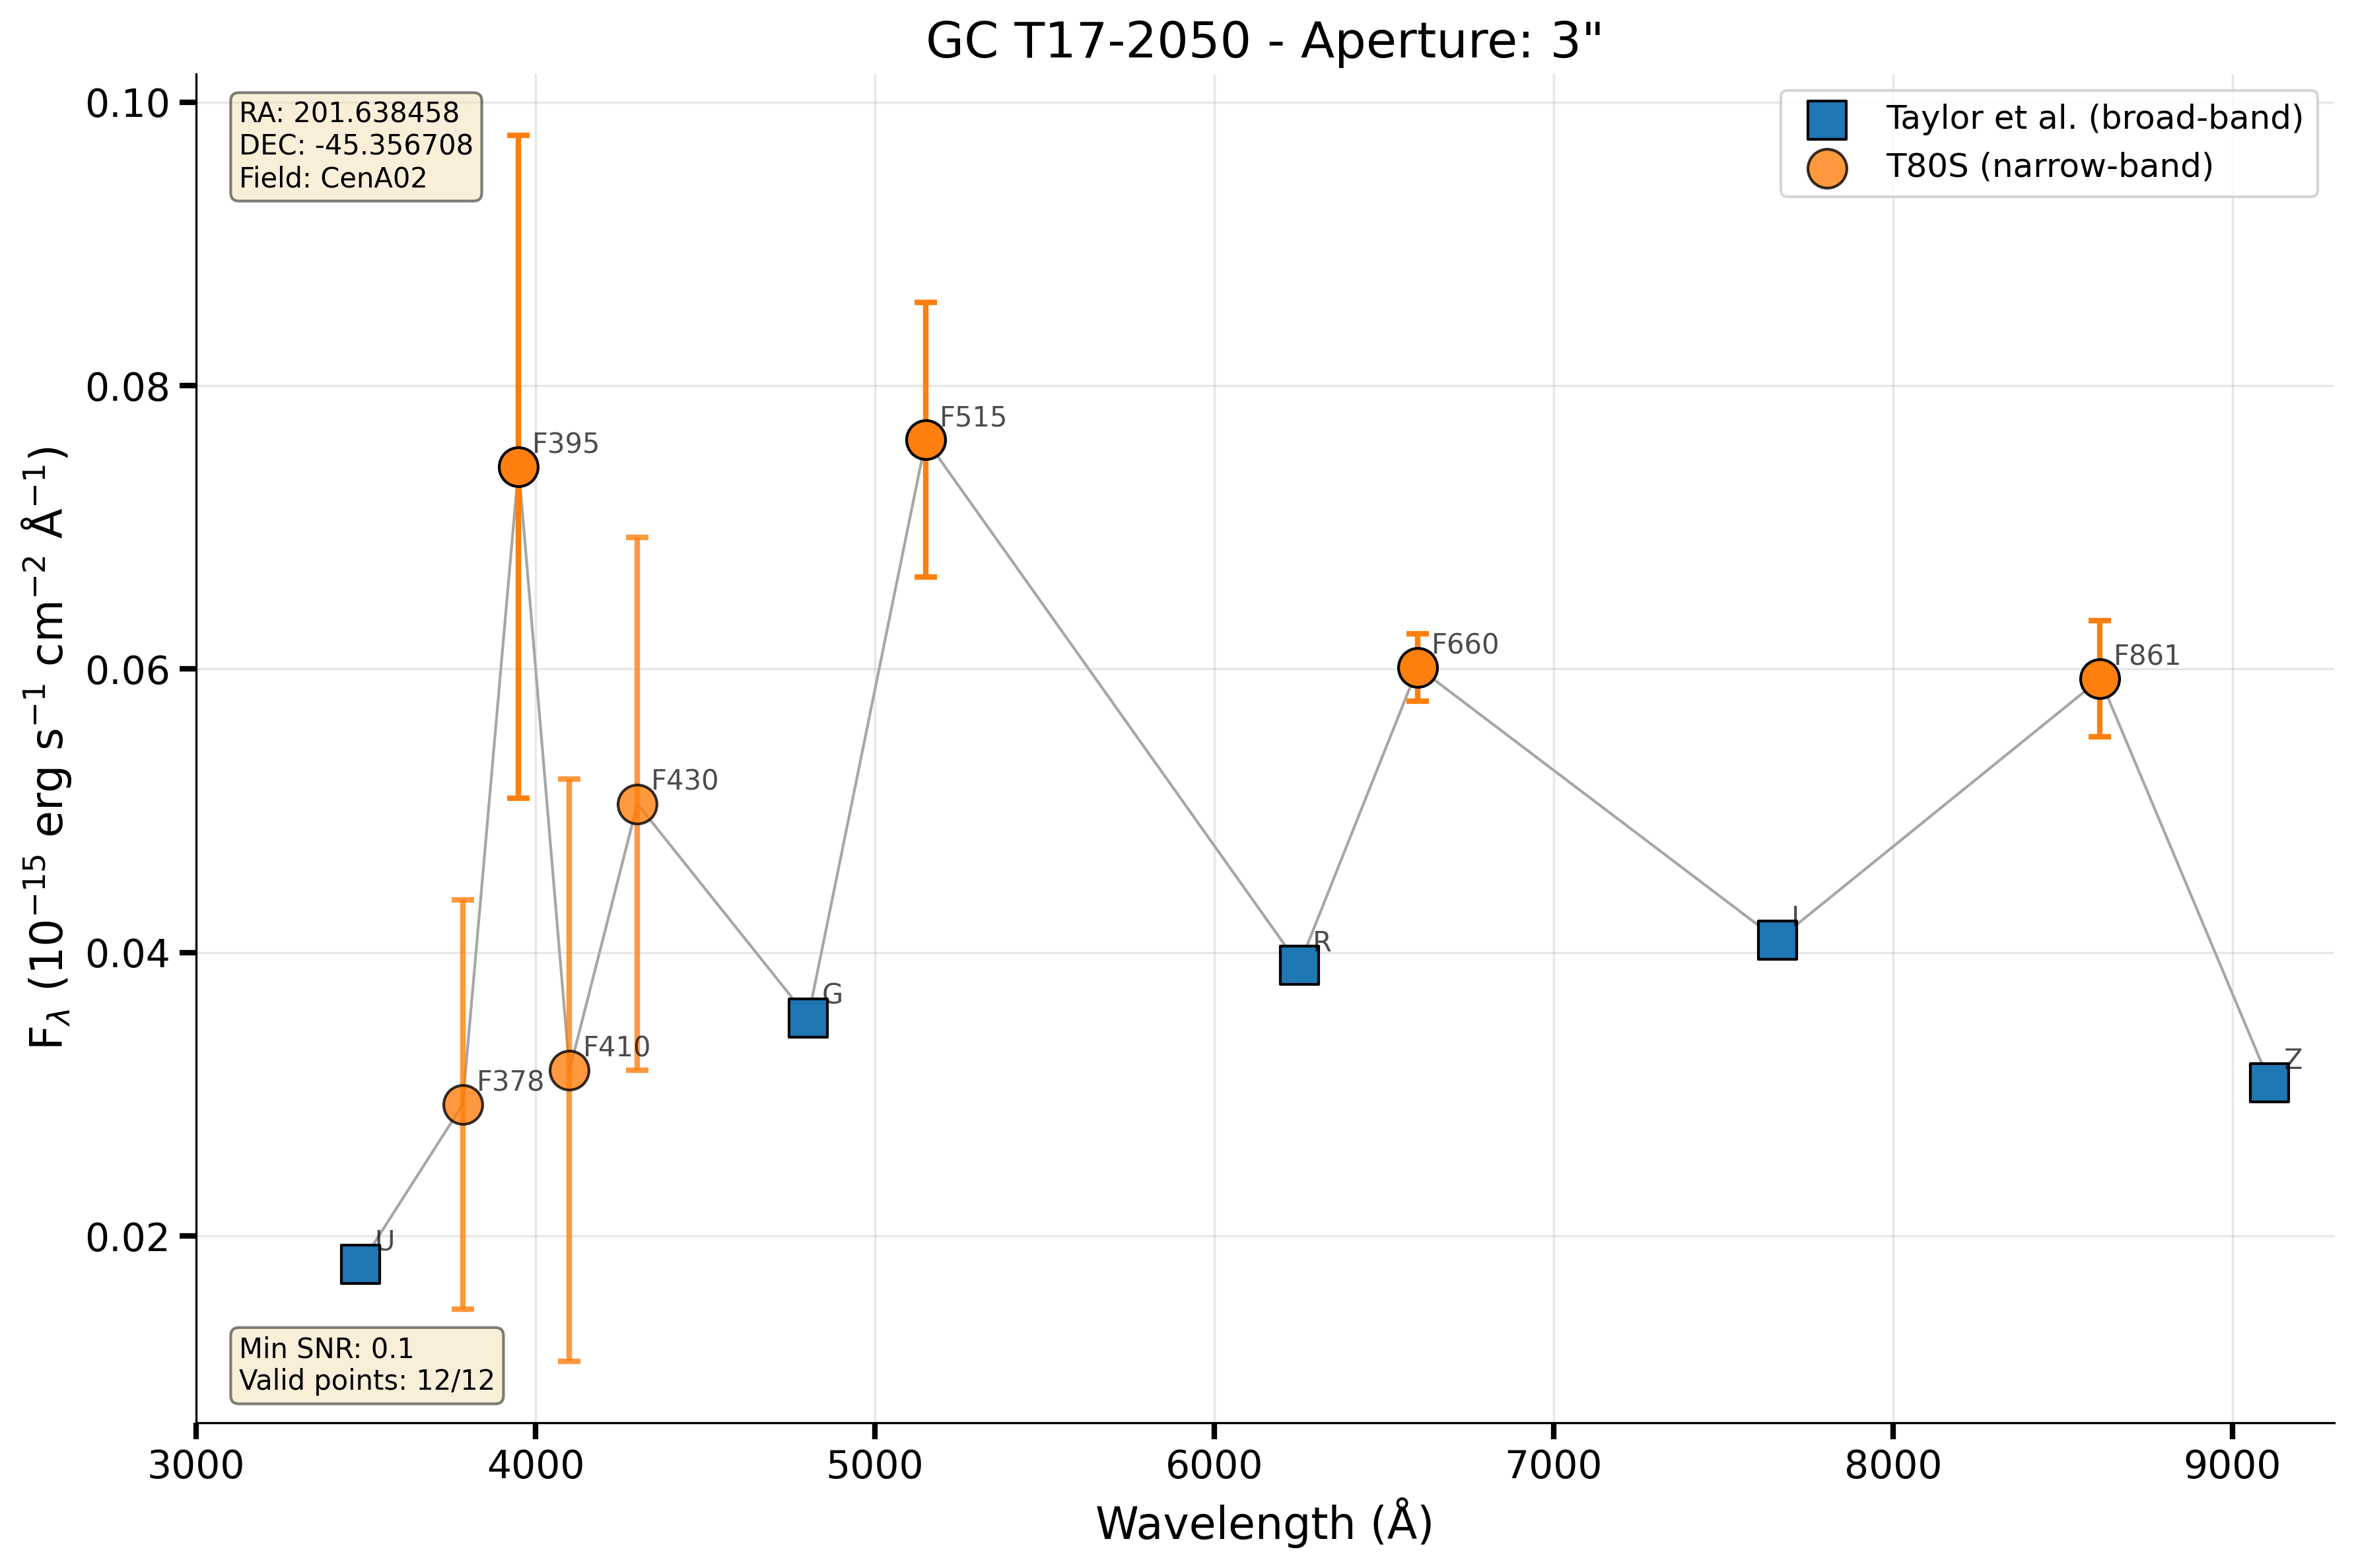 GC T17-2050 - Aperture: 3"
RA: 201.638458
DEC: -45.356708
Field: CenA02
Taylor et al. (broad-band)
T80S (narrow-band)
0.10
0.08
0.06
0.04
0.02
F_λ (10⁻¹⁵ erg s⁻¹ cm⁻² Å⁻¹)
U
F378
F395
F410
F430
G
F515
R
F660
I
F861
Z
Min SNR: 0.1
Valid points: 12/12
3000 4000 5000 6000 7000 8000 9000
Wavelength (Å)